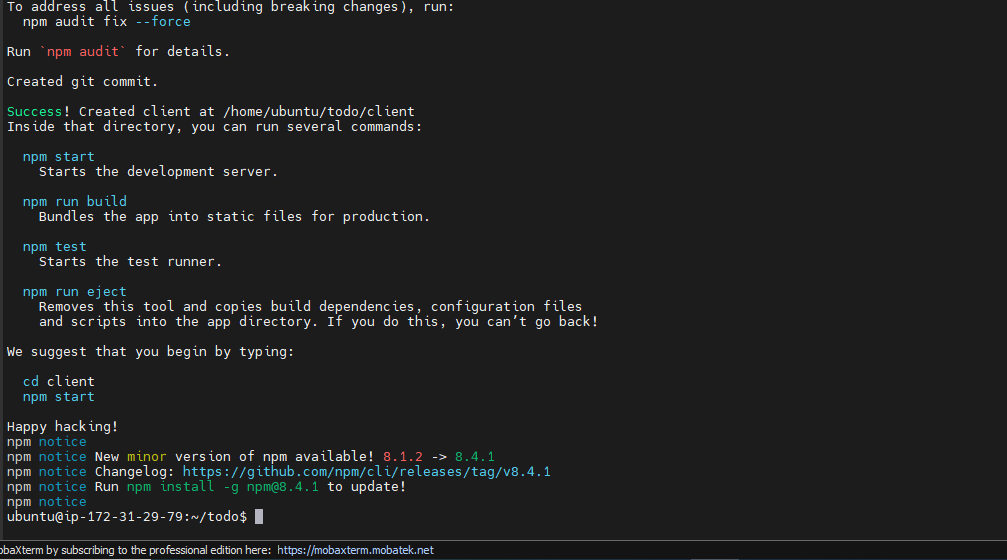 To address all issues (including breaking changes), run:
npm audit fix --force
Run `npm audit` for details.
Created git commit.
Success! Created client at /home/ubuntu/todo/client
Inside that directory, you can run several commands:
npm start
Starts the development server.
npm run build
Bundles the app into static files for production.
npm test
Starts the test runner.
npm run eject
Removes this tool and copies build dependencies, configuration files
and scripts into the app directory. If you do this, you can’t go back!
We suggest that you begin by typing:
cd client
npm start
Happy hacking!
npm notice
npm notice New minor version of npm available! 8.1.2 -> 8.4.1
npm notice Changelog: https://github.com/npm/cli/releases/tag/v8.4.1
npm notice Run npm install -g npm@8.4.1 to update!
npm notice
ubuntu@ip-172-31-29-79:~/todo$
obaXterm by subscribing to the professional edition here: https://mobaxterm.mobatek.net